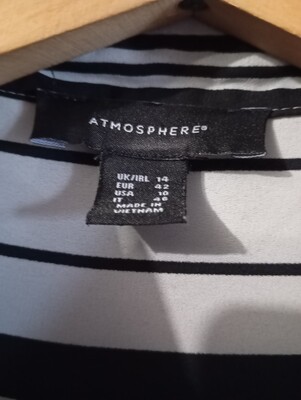 ATMOSPHERE®
UK/IRL 14
EUR 42
USA 10
IT 46
MADE IN
VIETNAM